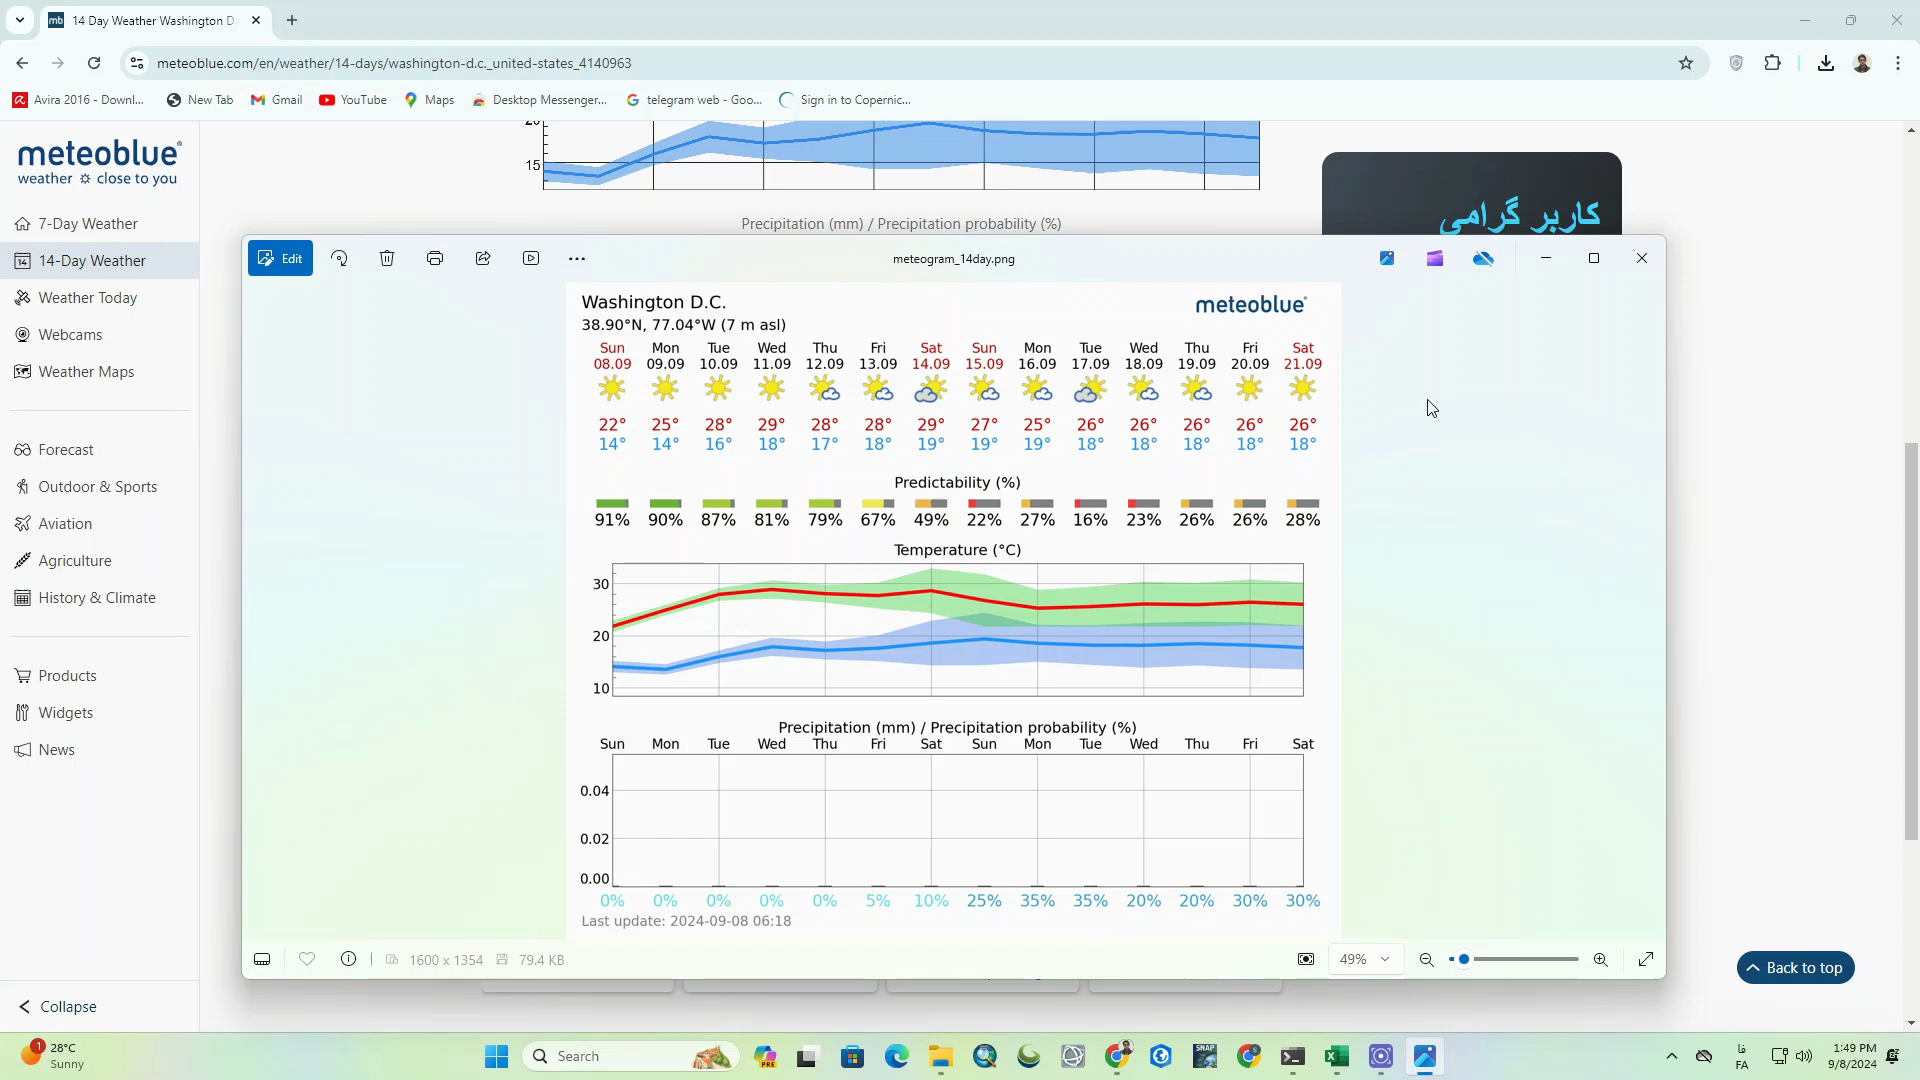 14 Day Weather Washington D
meteoblue.com/en/weather/14-days/washington-d.c._united-states_4140963
Avira 2016 - Downl... New Tab Gmail YouTube Maps Desktop Messenger... telegram web - Goo... Sign in to Copernic...
meteoblue
weather close to you
7-Day Weather
14-Day Weather
Weather Today
Webcams
Weather Maps
Forecast
Outdoor & Sports
Aviation
Agriculture
History & Climate
Products
Widgets
News
Collapse
20
15
Precipitation (mm) / Precipitation probability (%)
کاربر گرامی
Edit
meteogram_14day.png
Washington D.C.
meteoblue
38.90°N, 77.04°W (7 m asl)
Sun Mon Tue Wed Thu Fri Sat Sun Mon Tue Wed Thu Fri Sat
08.09 09.09 10.09 11.09 12.09 13.09 14.09 15.09 16.09 17.09 18.09 19.09 20.09 21.09
22° 25° 28° 29° 28° 28° 29° 27° 25° 26° 26° 26° 26° 26°
14° 14° 16° 18° 17° 18° 19° 19° 19° 18° 18° 18° 18° 18°
Predictability (%)
91% 90% 87% 81% 79% 67% 49% 22% 27% 16% 23% 26% 26% 28%
Temperature (°C)
30
20
10
Precipitation (mm) / Precipitation probability (%)
Sun Mon Tue Wed Thu Fri Sat Sun Mon Tue Wed Thu Fri Sat
0.04
0.02
0.00
0% 0% 0% 0% 0% 5% 10% 25% 35% 35% 20% 20% 30% 30%
Last update: 2024-09-08 06:18
1600 x 1354 79.4 KB
49%
Back to top
1
28°C
Sunny
Search
PRE
SNAP
فا
FA
1:49 PM
9/8/2024